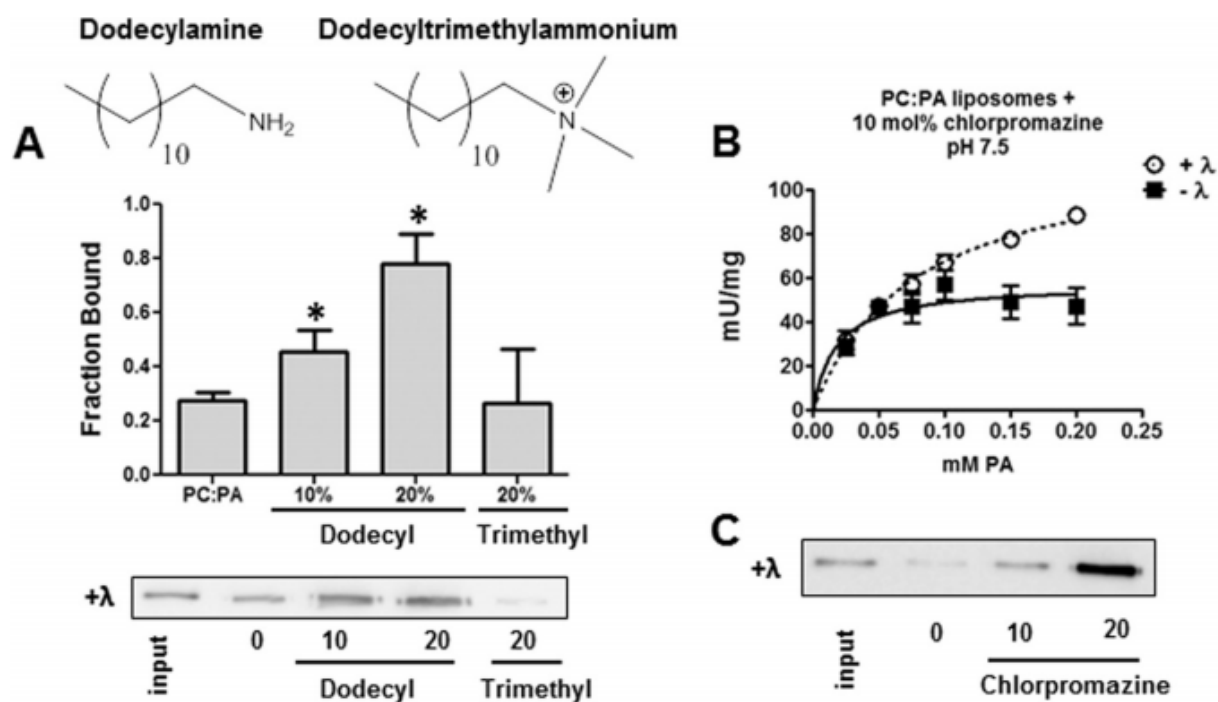 Dodecylamine
Dodecyltrimethylammonium
10
NH2
10
N
⊕
A
Fraction Bound
1.0
0.8
0.6
0.4
0.2
0.0
*
*
PC:PA
10%
20%
20%
Dodecyl
Trimethyl
+λ
input
0
10
20
20
Dodecyl
Trimethyl
B
PC:PA liposomes +
10 mol% chlorpromazine
pH 7.5
+ λ
- λ
mU/mg
100
80
60
40
20
0
0.00
0.05
0.10
0.15
0.20
0.25
mM PA
C
+λ
input
0
10
20
Chlorpromazine